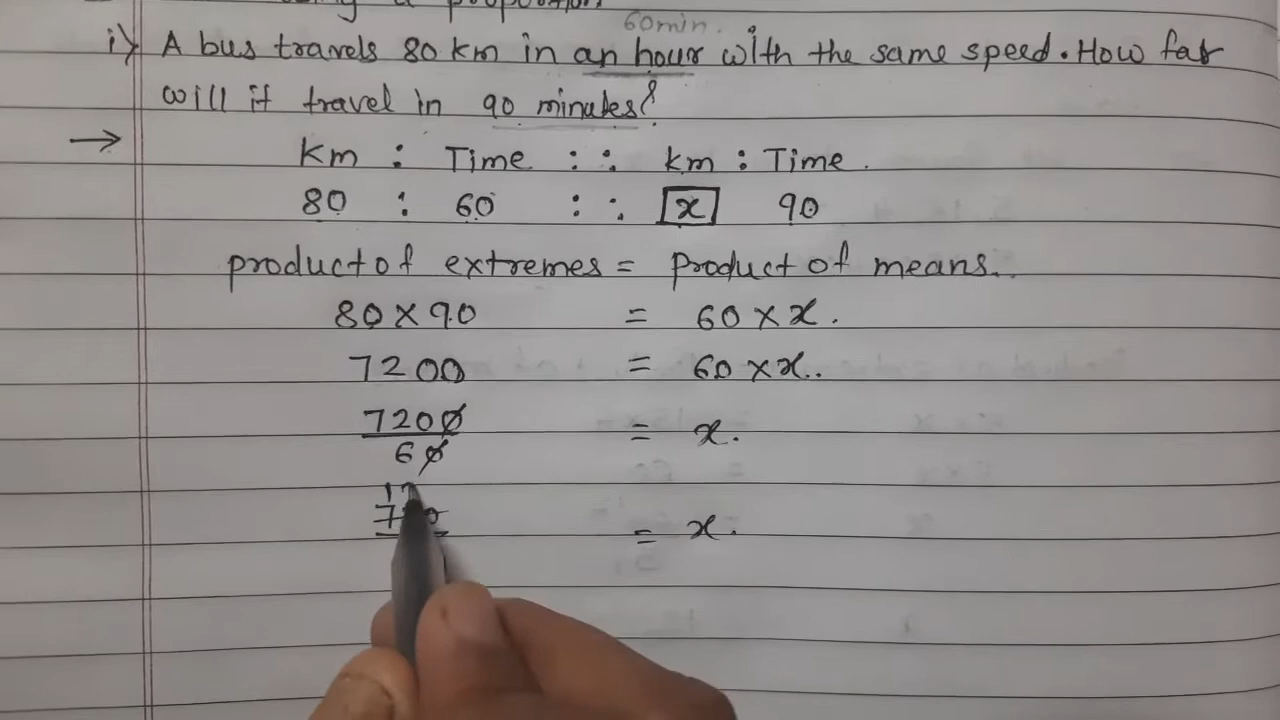 a proportion
60min.
i) A bus travels 80 km in an hour with the same speed. How far
will it travel in 90 minutes?
→ Km : Time :: km : Time.
80 : 60 :: x 90
product of extremes = product of means..
80 × 90 = 60 × x.
7200 = 60 × x..
7200/60 = x.
= x.